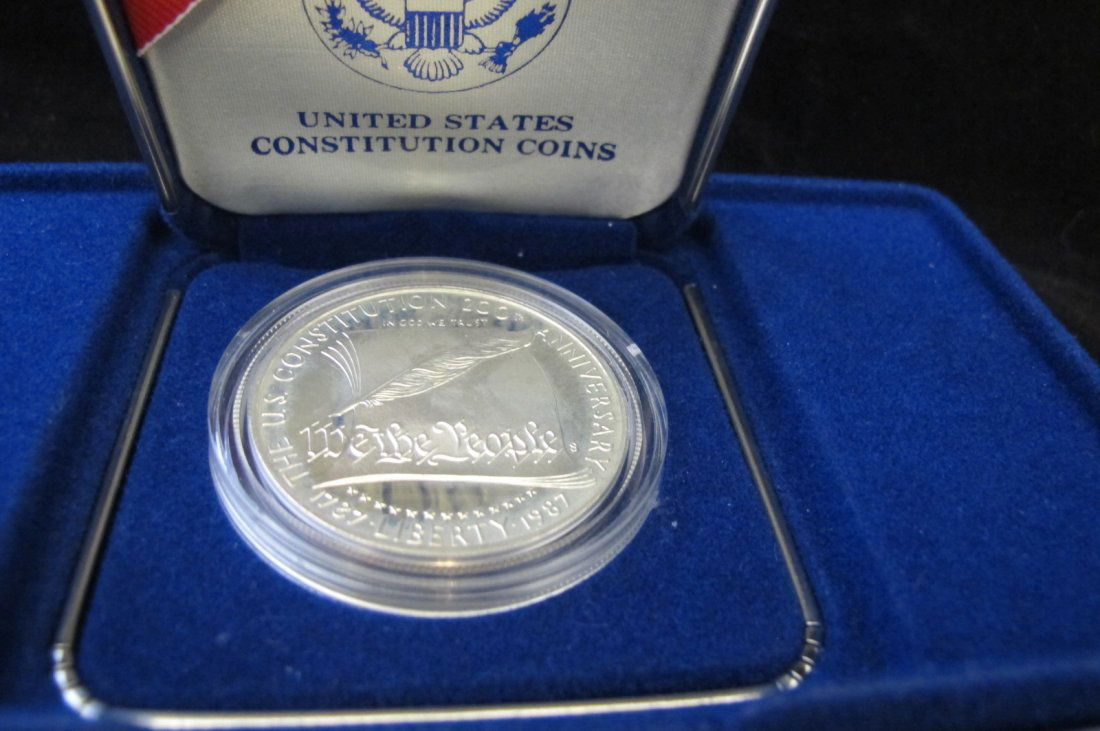 UNITED STATES
CONSTITUTION COINS
THE U.S. CONSTITUTION 200TH ANNIVERSARY
IN GOD WE TRUST
We the People
S
1787 · LIBERTY · 1987